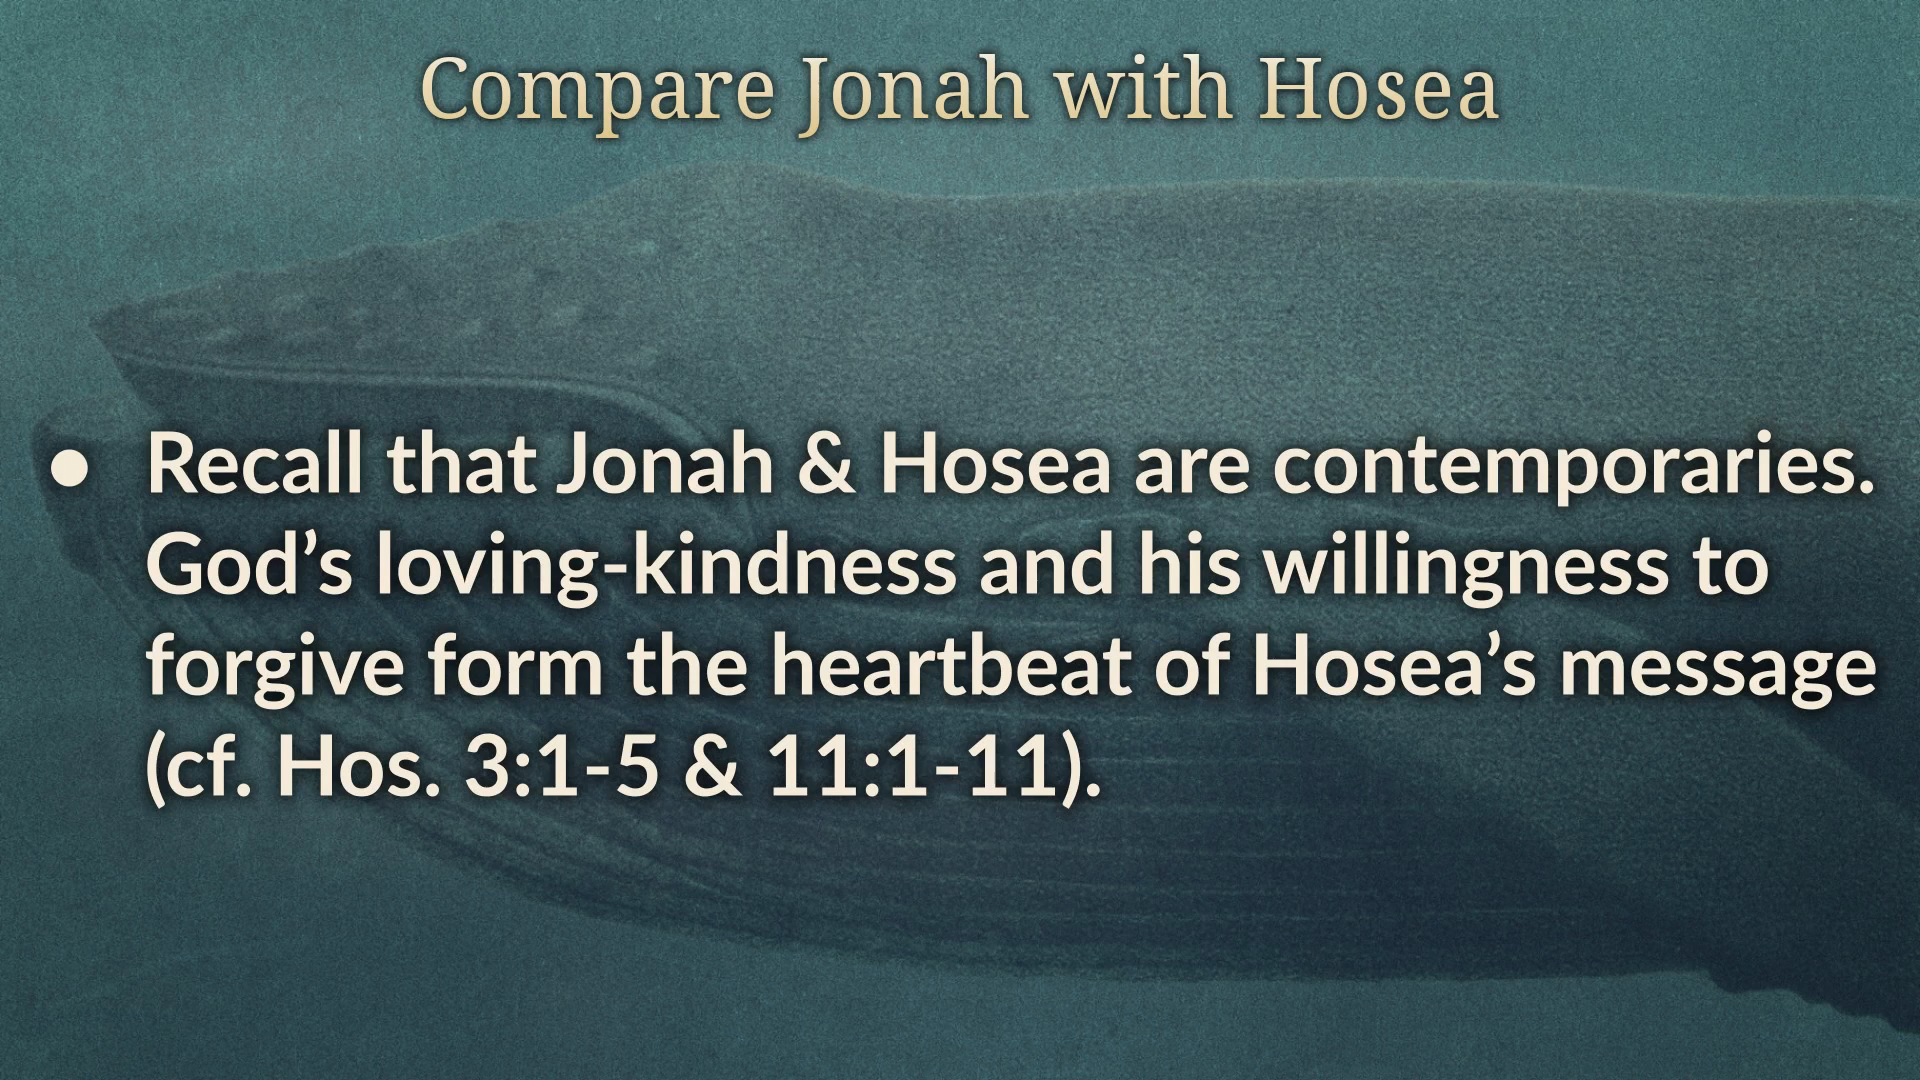 Compare Jonah with Hosea
• Recall that Jonah & Hosea are contemporaries.
God’s loving-kindness and his willingness to
forgive form the heartbeat of Hosea’s message
(cf. Hos. 3:1-5 & 11:1-11).